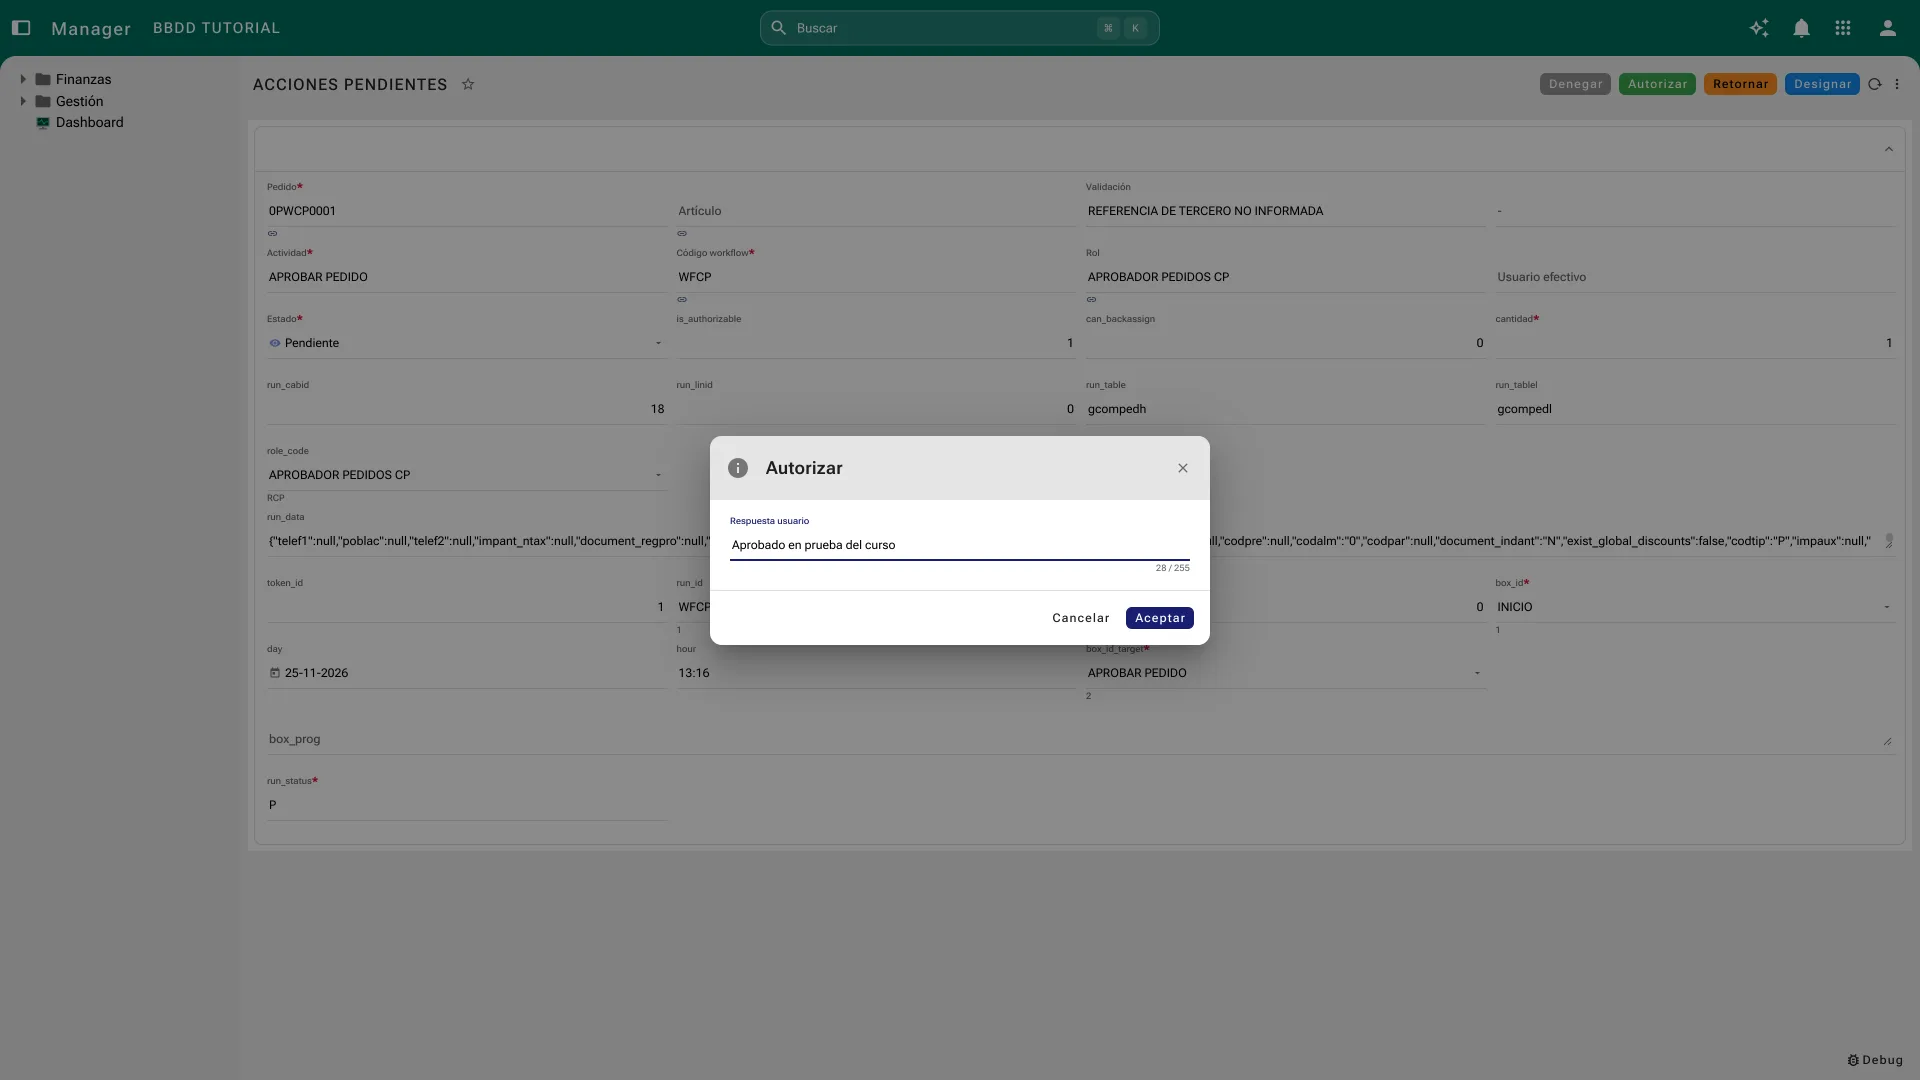 Manager BBDD TUTORIAL
Buscar ⌘ K
Finanzas
Gestión
Dashboard
ACCIONES PENDIENTES
Denegar Autorizar Retornar Designar
Pedido* Validación
0PWCP0001 Artículo REFERENCIA DE TERCERO NO INFORMADA -
Actividad* Código workflow* Rol
APROBAR PEDIDO WFCP APROBADOR PEDIDOS CP Usuario efectivo
Estado* is_authorizable can_backassign cantidad*
Pendiente 1 0 1
run_cabid run_linid run_table run_tablel
18 0 gcompedh gcompedl
role_code
APROBADOR PEDIDOS CP
RCP
run_data
{"telef1":null,"poblac":null,"telef2":null,"impant_ntax":null,"document_regpro":null," ll,"codpre":null,"codalm":"0","codpar":null,"document_indant":"N","exist_global_discounts":false,"codtip":"P","impaux":null,"
Autorizar
Respuesta usuario
Aprobado en prueba del curso
28 / 255
Cancelar Aceptar
token_id run_id box_id*
1 WFCP 0 INICIO
1 1
day hour box_id_target*
25-11-2026 13:16 APROBAR PEDIDO
2
box_prog
run_status*
P
Debug